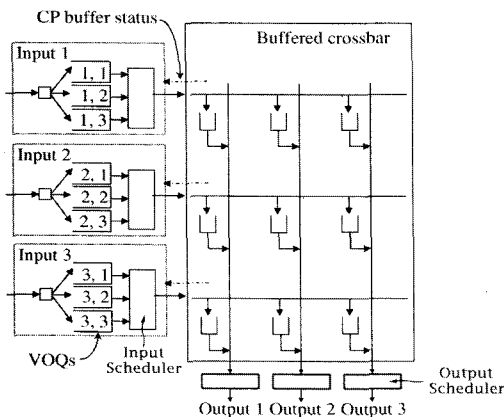 CP buffer status
Buffered crossbar
Input 1
1, 1
1, 2
1, 3
Input 2
2, 1
2, 2
2, 3
Input 3
3, 1
3, 2
3, 3
VOQs
Input
Scheduler
Output
Scheduler
Output 1 Output 2 Output 3